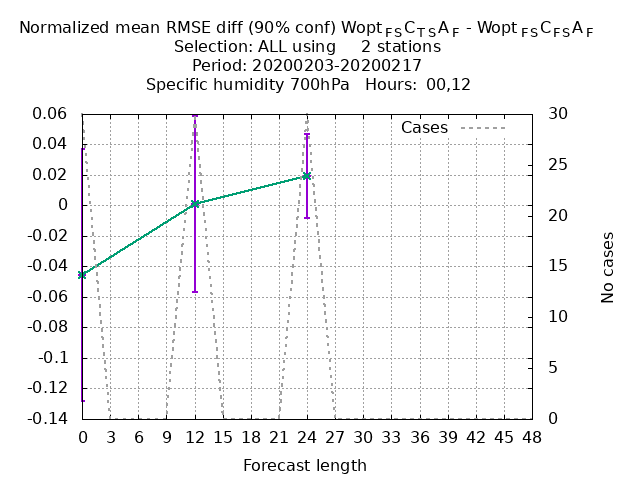 Normalized mean RMSE diff (90% conf) Wopt FS C TS A F - Wopt FS C FS A F
Selection: ALL using 2 stations
Period: 20200203-20200217
Specific humidity 700hPa Hours: 00,12
Cases
0.06
0.04
0.02
0
-0.02
-0.04
-0.06
-0.08
-0.1
-0.12
-0.14
30
25
20
15
10
5
0
No cases
0 3 6 9 12 15 18 21 24 27 30 33 36 39 42 45 48
Forecast length